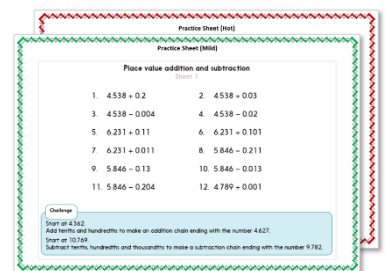 Practice Sheet (Hot)
Practice Sheet (Mild)
Place value addition and subtraction
Sheet 1
1. 4.538 + 0.2 2. 4.538 + 0.03
3. 4.538 – 0.004 4. 4.538 – 0.02
5. 6.231 + 0.11 6. 6.231 + 0.101
7. 6.231 + 0.011 8. 5.846 – 0.211
9. 5.846 – 0.13 10. 5.846 – 0.013
11. 5.846 – 0.204 12. 4.789 + 0.001
Challenge
Start at 4.362.
Add tenths and hundredths to make an addition chain ending with the number 4.627.
Start at 10.769.
Subtract tenths, hundredths and thousandths to make a subtraction chain ending with the number 9.782.